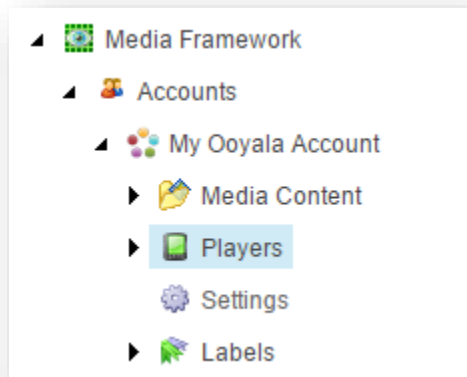 Media Framework
Accounts
My Ooyala Account
Media Content
Players
Settings
Labels